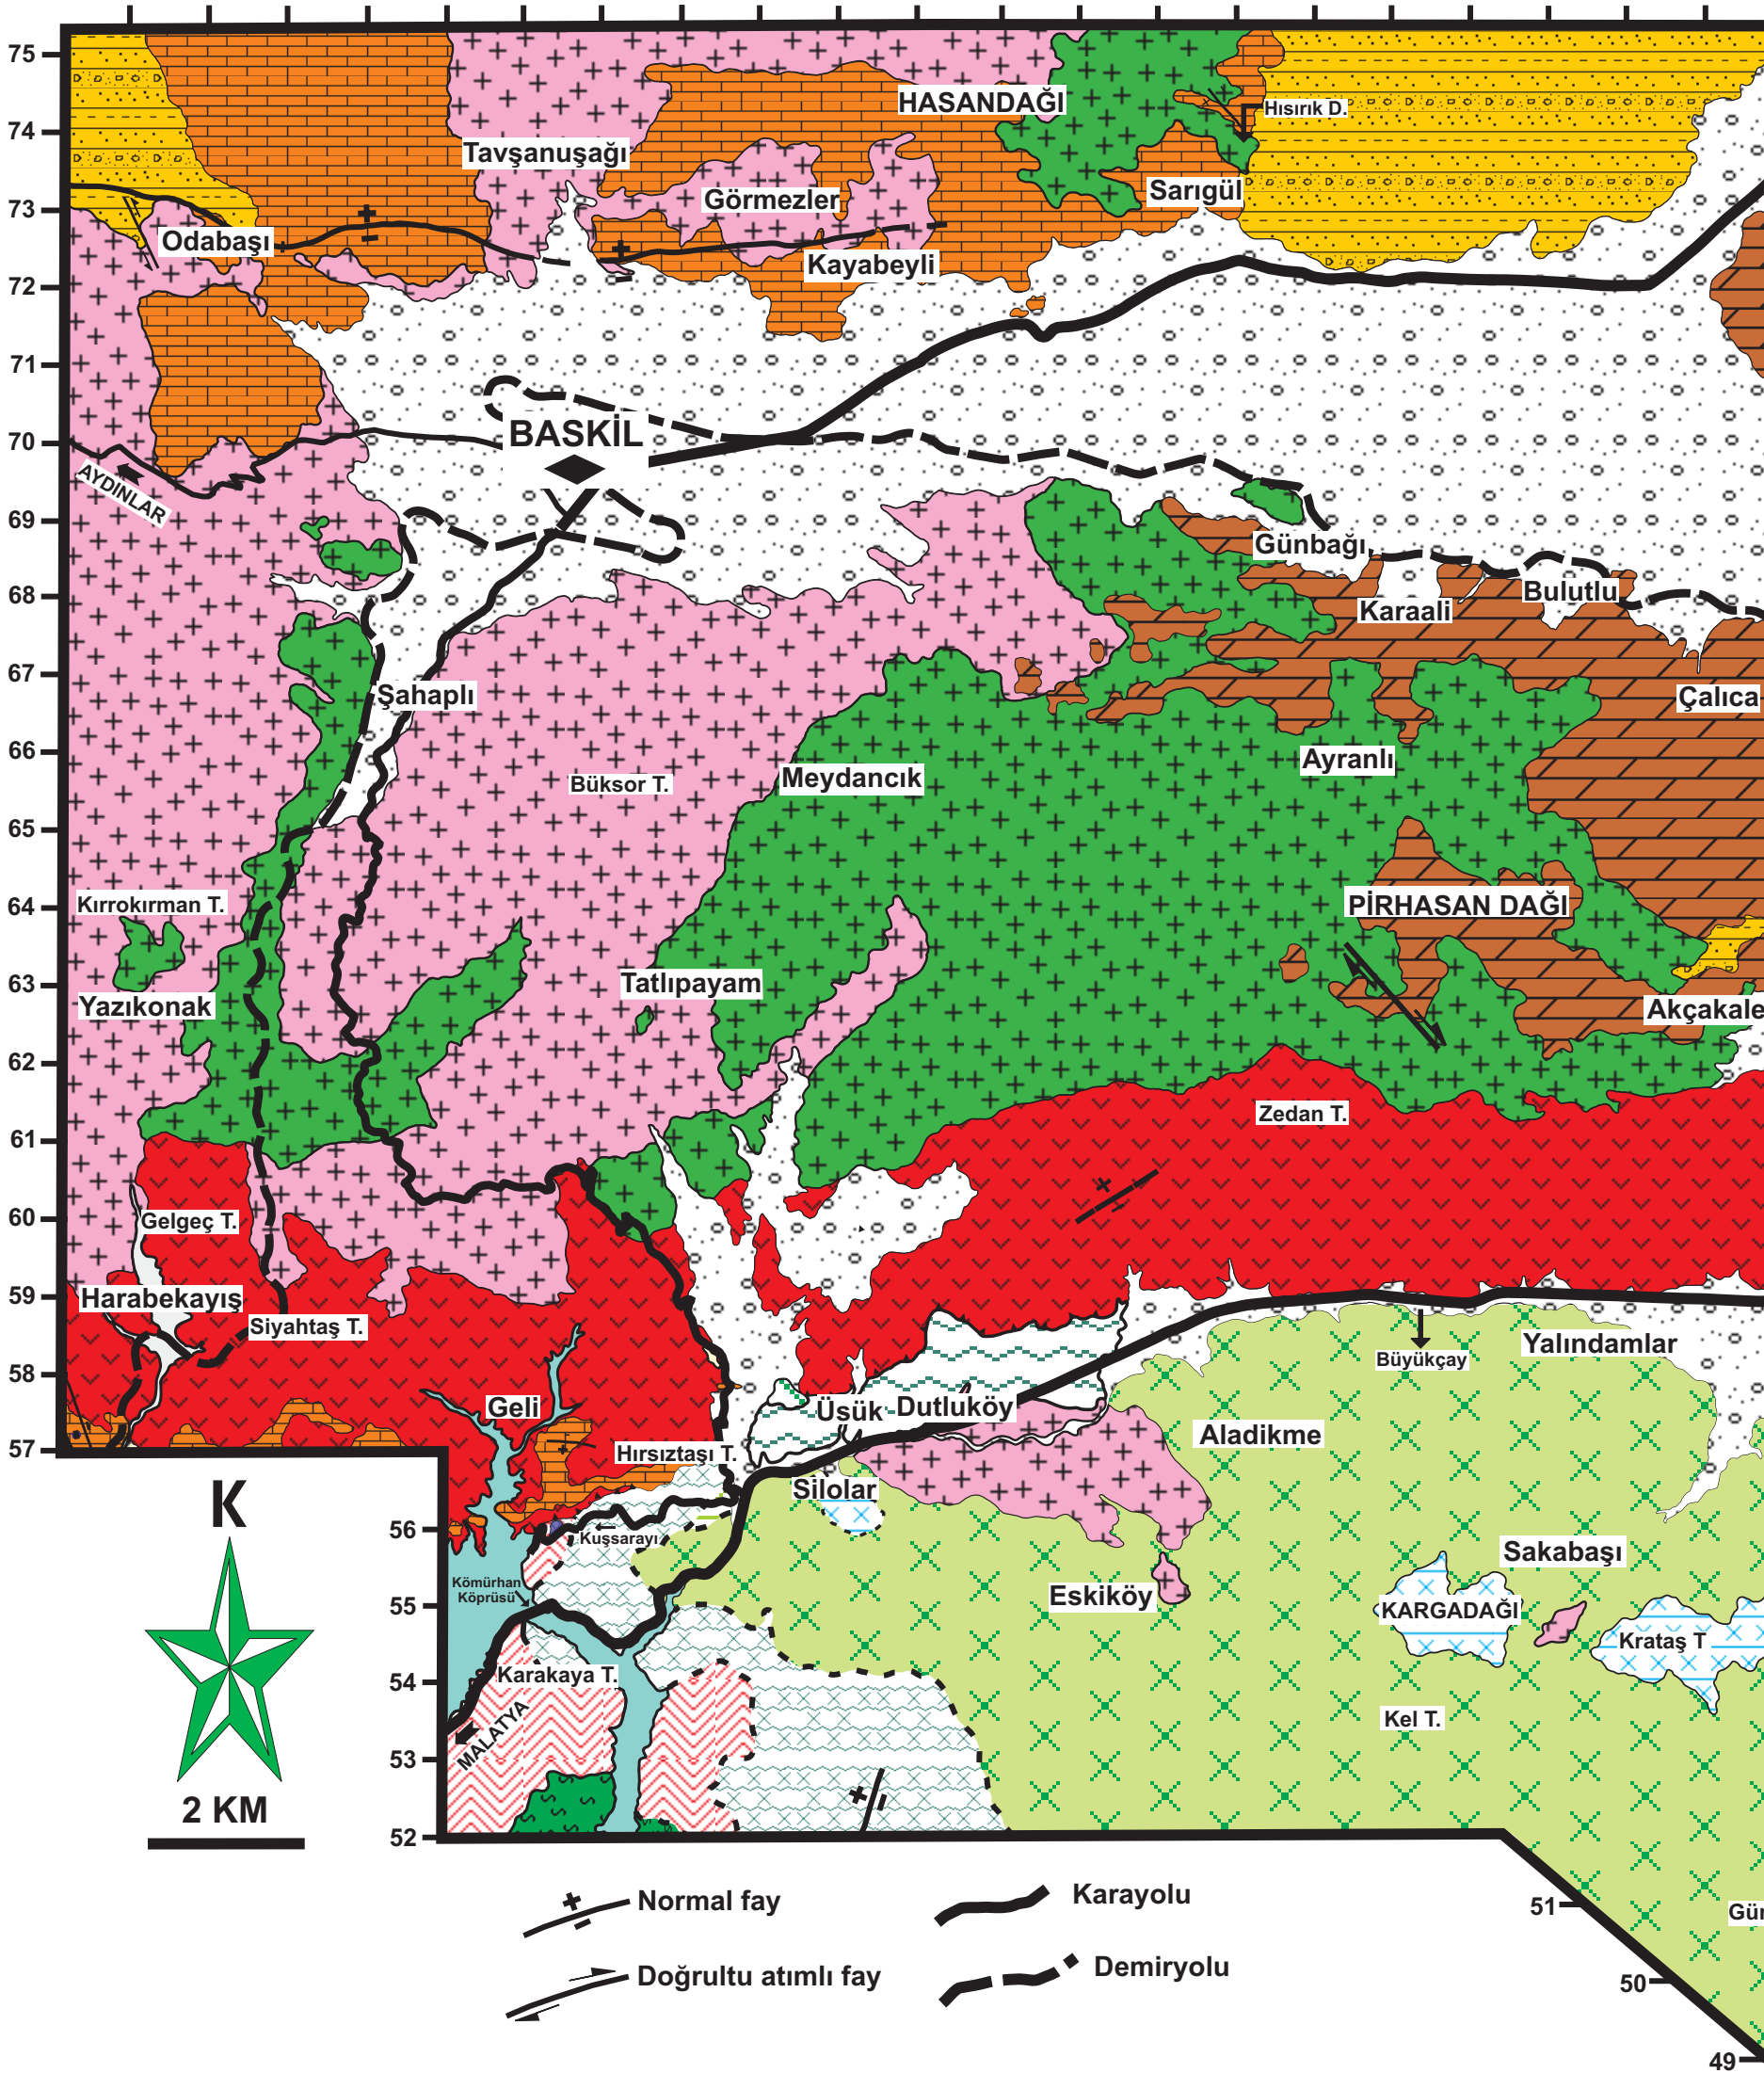 75
HASANDAĞI
Hısırık D.
74
Tavşanuşağı
Sarıgül
Görmezler
73
Odabaşı
Kayabeyli
72
71
BASKİL
70
AYDINLAR
69
Günbağı
Bulutlu
68
Karaali
67
Şahaplı
Çalıca
66
Ayranlı
Meydancık
Büksor T.
65
64
Kırrokırman T.
PİRHASAN DAĞI
63
Tatlıpayam
Yazıkonak
Akçakale
62
Zedan T.
61
60
Gelgeç T.
59
Harabekayış
Siyahtaş T.
Yalındamlar
Büyükçay
58
Geli
Üsük
Dutluköy
Aladikme
57
Hırsıztaşı T.
Silolar
K
56
Kuşsarayı
Sakabaşı
Kömürhan
Köprüsü
Eskiköy
55
KARGADAĞI
Krataş T
Karakaya T.
54
Kel T.
MALATYA
53
2 KM
52
Normal fay
Karayolu
51
Gür
Doğrultu atımlı fay
Demiryolu
50
49